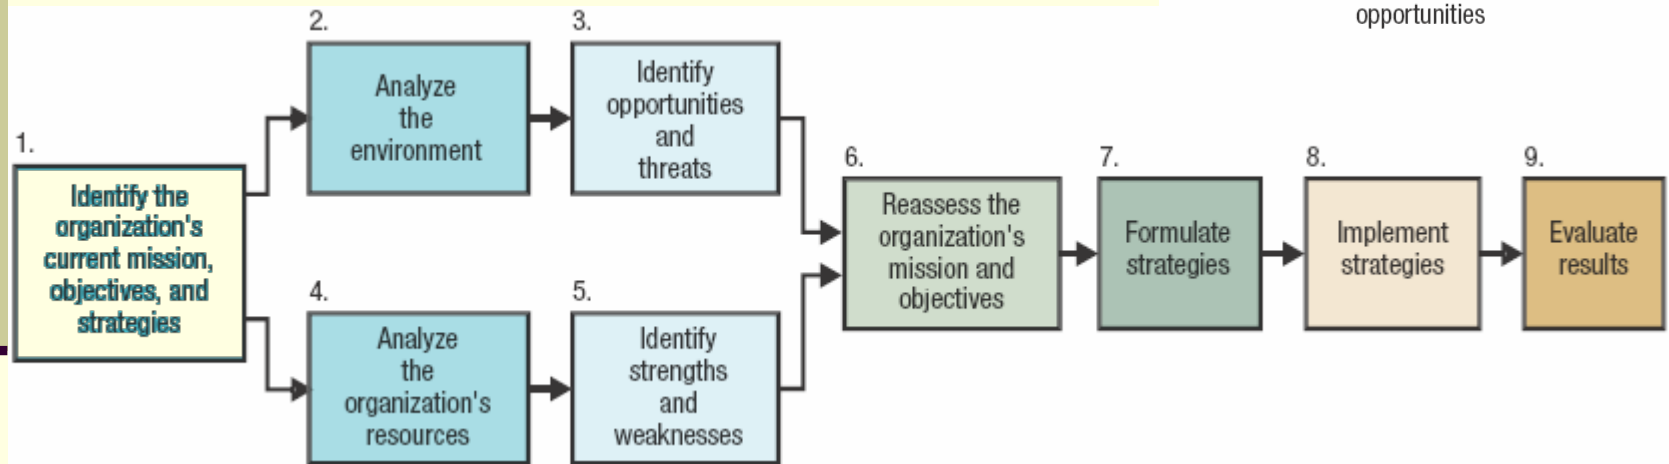 opportunities
1.
Identify the
organization's
current mission,
objectives, and
strategies
2.
Analyze
the
environment
3.
Identify
opportunities
and
threats
4.
Analyze
the
organization's
resources
5.
Identify
strengths
and
weaknesses
6.
Reassess the
organization's
mission and
objectives
7.
Formulate
strategies
8.
Implement
strategies
9.
Evaluate
results